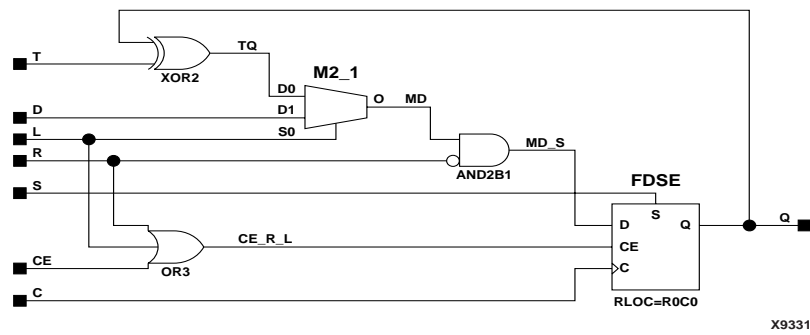 T
TQ
XOR2
M2_1
D0
D
D1
O
MD
L
S0
R
MD_S
AND2B1
S
FDSE
S
D
Q
Q
CE_R_L
CE
CE
OR3
C
C
RLOC=R0C0
X9331